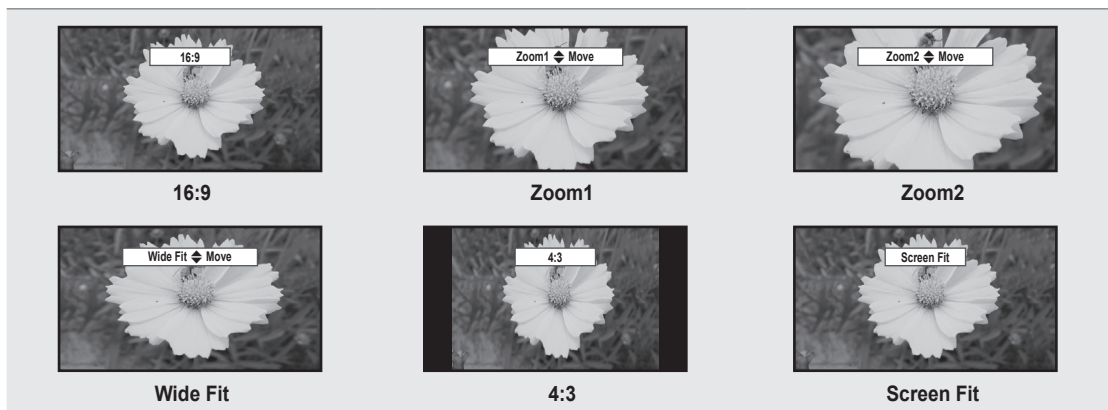 16:9
Zoom1 ▲▼ Move
Zoom2 ▲▼ Move
16:9
Zoom1
Zoom2
Wide Fit ▲▼ Move
4:3
Screen Fit
Wide Fit
4:3
Screen Fit